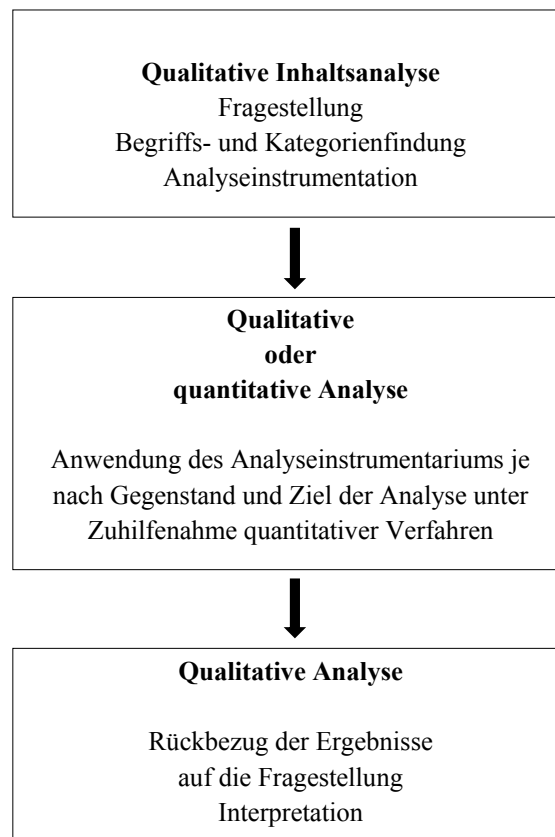 Qualitative Inhaltsanalyse
Fragestellung
Begriffs- und Kategorienfindung
Analyseinstrumentation
Qualitative
oder
quantitative Analyse
Anwendung des Analyseinstrumentariums je
nach Gegenstand und Ziel der Analyse unter
Zuhilfenahme quantitativer Verfahren
Qualitative Analyse
Rückbezug der Ergebnisse
auf die Fragestellung
Interpretation